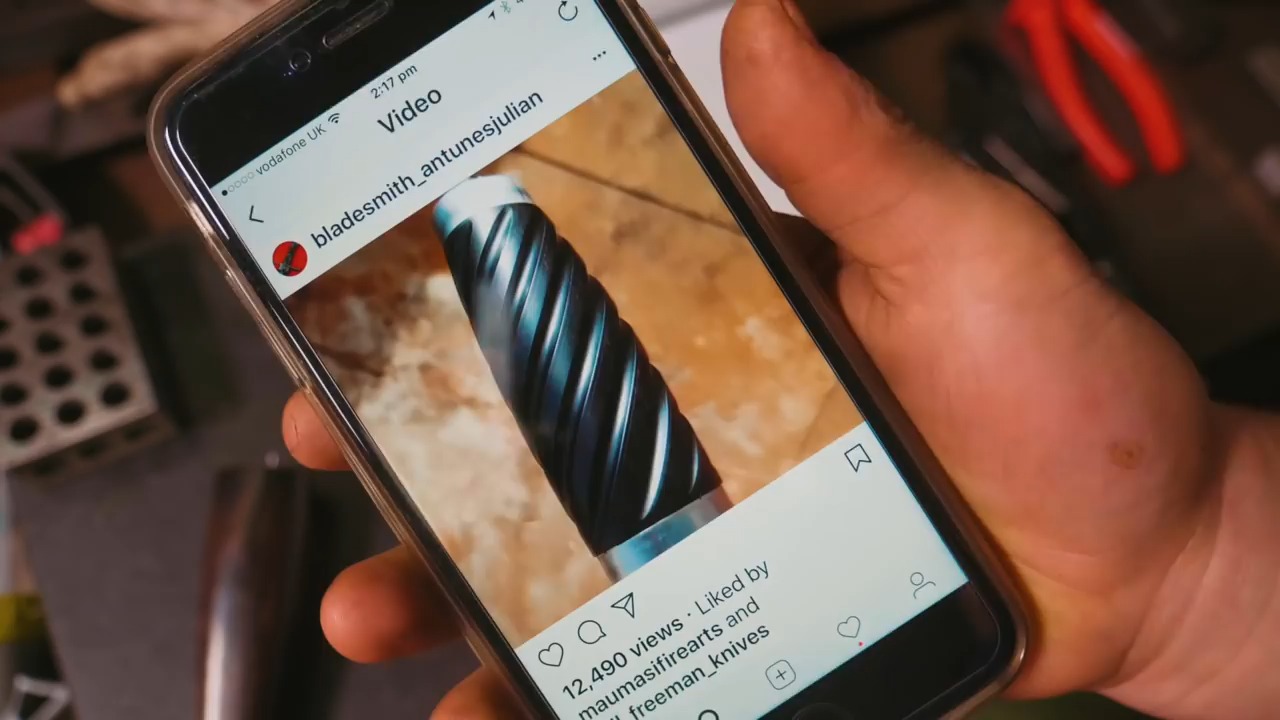 vodafone UK
2:17 pm
Video
bladesmith_antunesjulian
12,490 views · Liked by
maumasifirearts and
freeman_knives